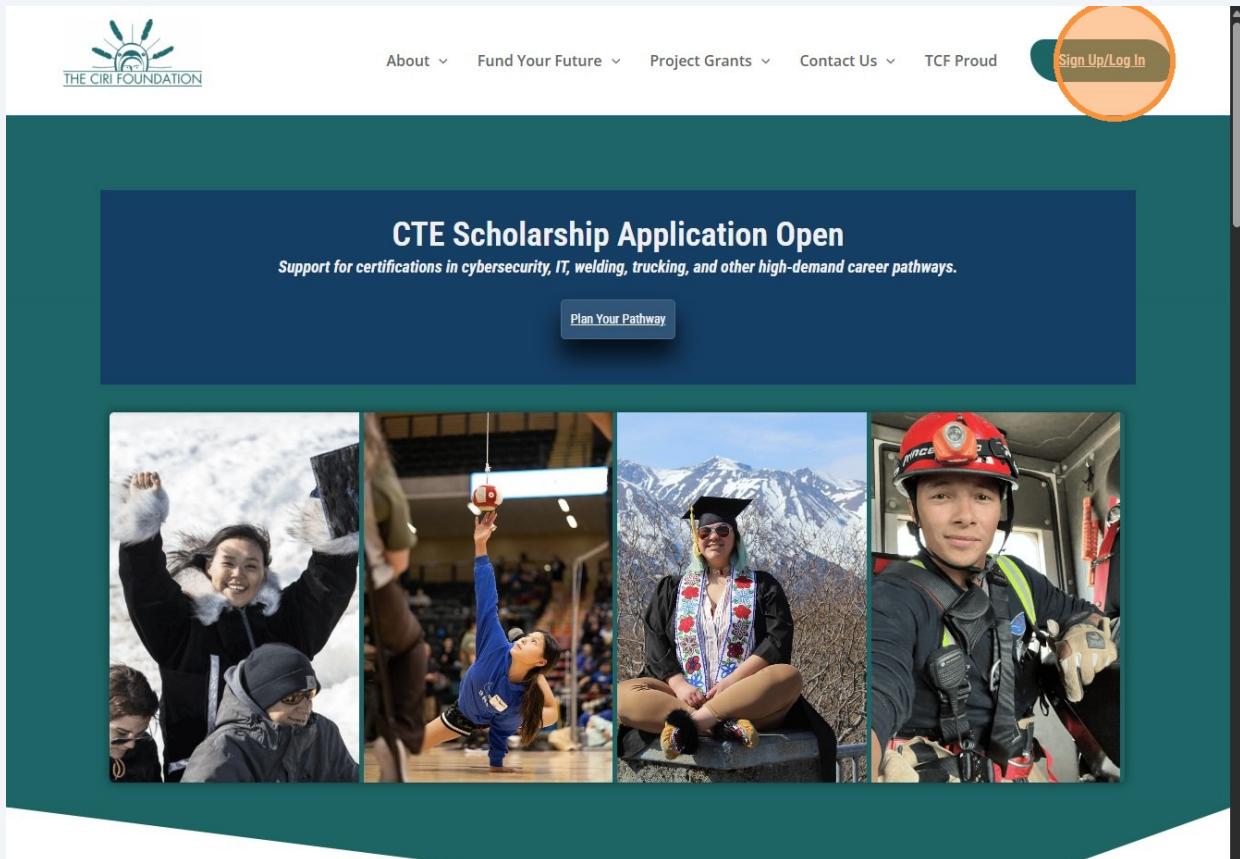 THE CIRI FOUNDATION
About
Fund Your Future
Project Grants
Contact Us
TCF Proud
Sign Up/Log In
CTE Scholarship Application Open
Support for certifications in cybersecurity, IT, welding, trucking, and other high-demand career pathways.
Plan Your Pathway